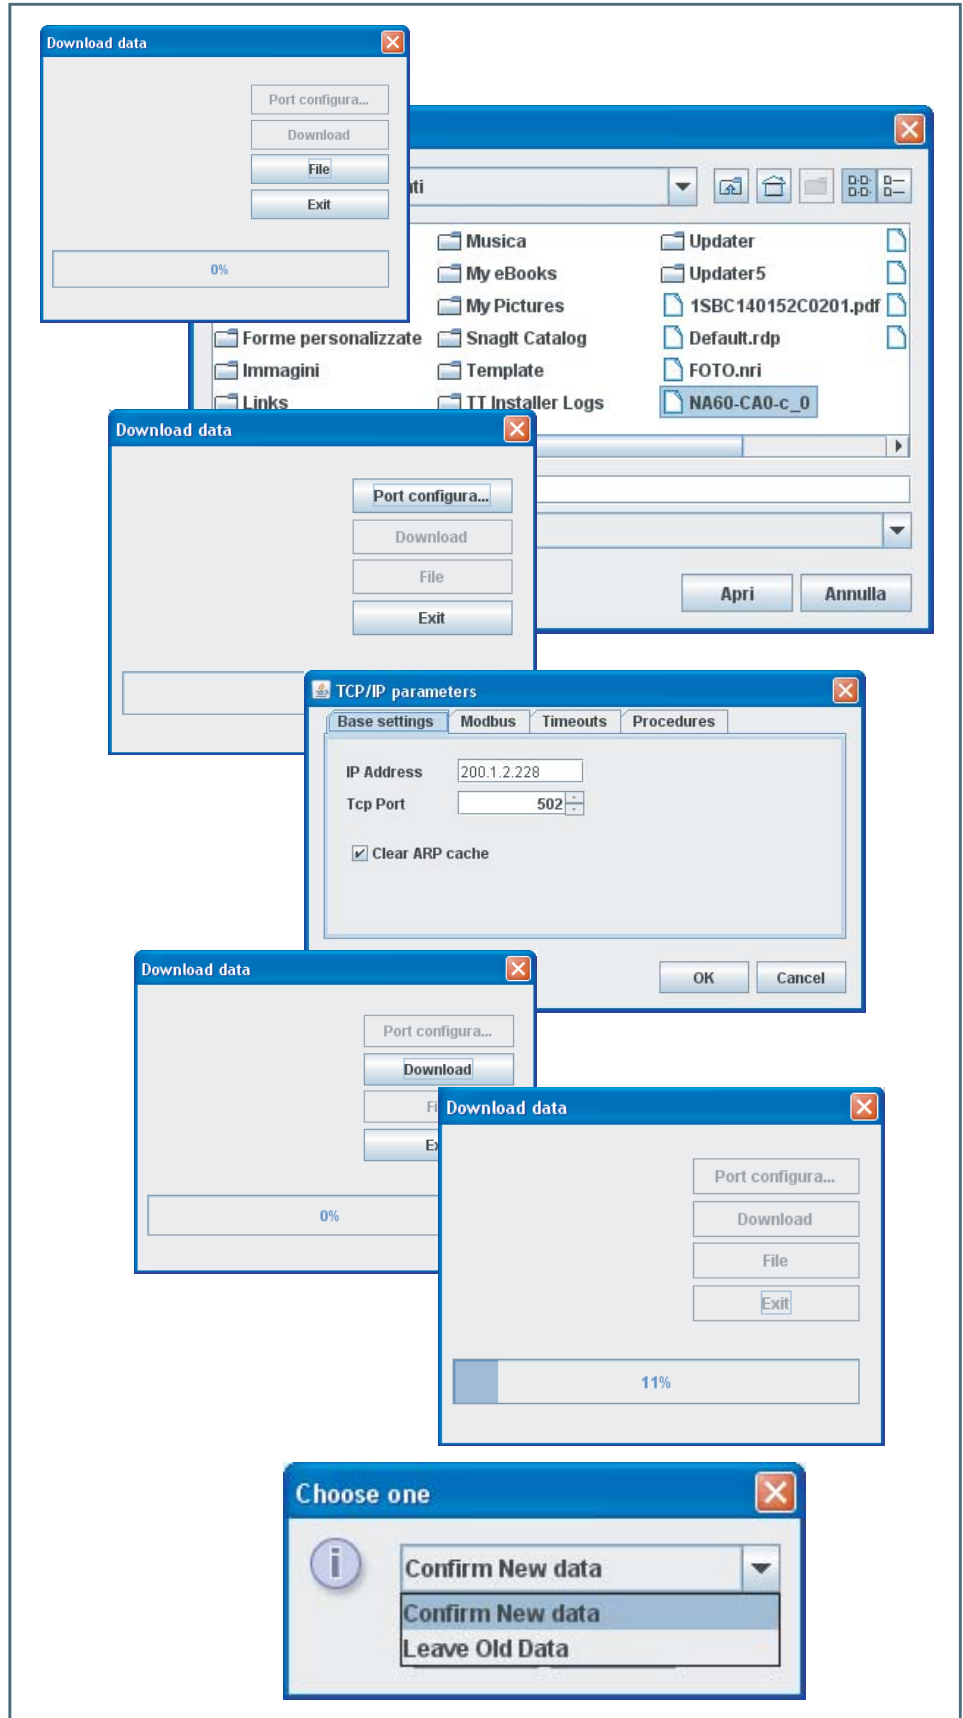 Download data
Port configura...
Download
File
Exit
0%
ti
Musica
Updater
My eBooks
Updater5
My Pictures
1SBC140152C0201.pdf
Forme personalizzate
SnagIt Catalog
Default.rdp
Immagini
Template
FOTO.nri
Links
TT Installer Logs
NA60-CA0-c_0
Apri
Annulla
Download data
Port configura...
Download
File
Exit
TCP/IP parameters
Base settings Modbus Timeouts Procedures
IP Address 200.1.2.228
Tcp Port 502
Clear ARP cache
OK Cancel
Download data
Port configura...
Download
Fi
Ex
0%
Download data
Port configura...
Download
File
Exit
11%
Choose one
Confirm New data
Confirm New data
Leave Old Data